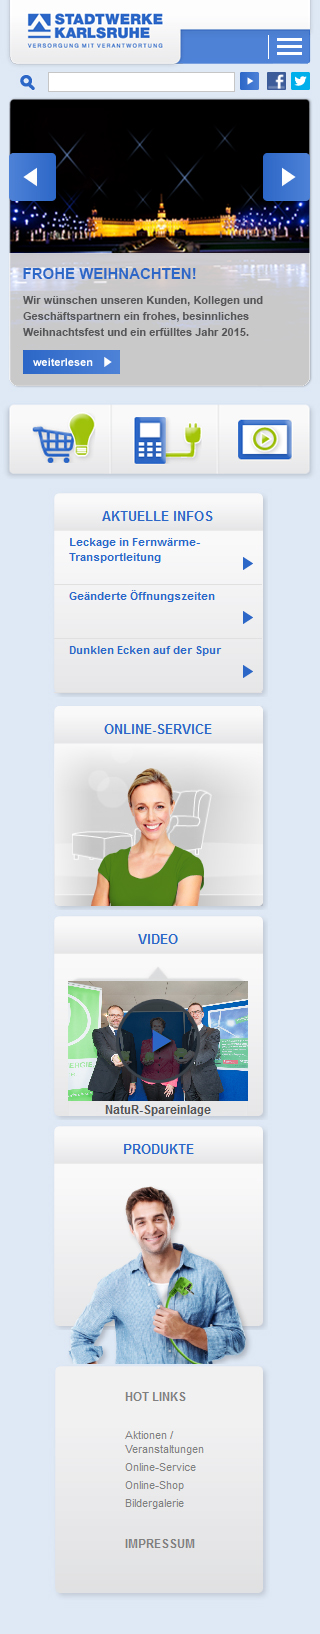 STADTWERKE
KARLSRUHE
VERSORGUNG MIT VERANTWORTUNG
FROHE WEIHNACHTEN!
Wir wünschen unseren Kunden, Kollegen und
Geschäftspartnern ein frohes, besinnliches
Weihnachtsfest und ein erfülltes Jahr 2015.
weiterlesen
AKTUELLE INFOS
Leckage in Fernwärme-
Transportleitung
Geänderte Öffnungszeiten
Dunklen Ecken auf der Spur
ONLINE-SERVICE
VIDEO
NatuR-Spareinlage
PRODUKTE
HOT LINKS
Aktionen /
Veranstaltungen
Online-Service
Online-Shop
Bildergalerie
IMPRESSUM